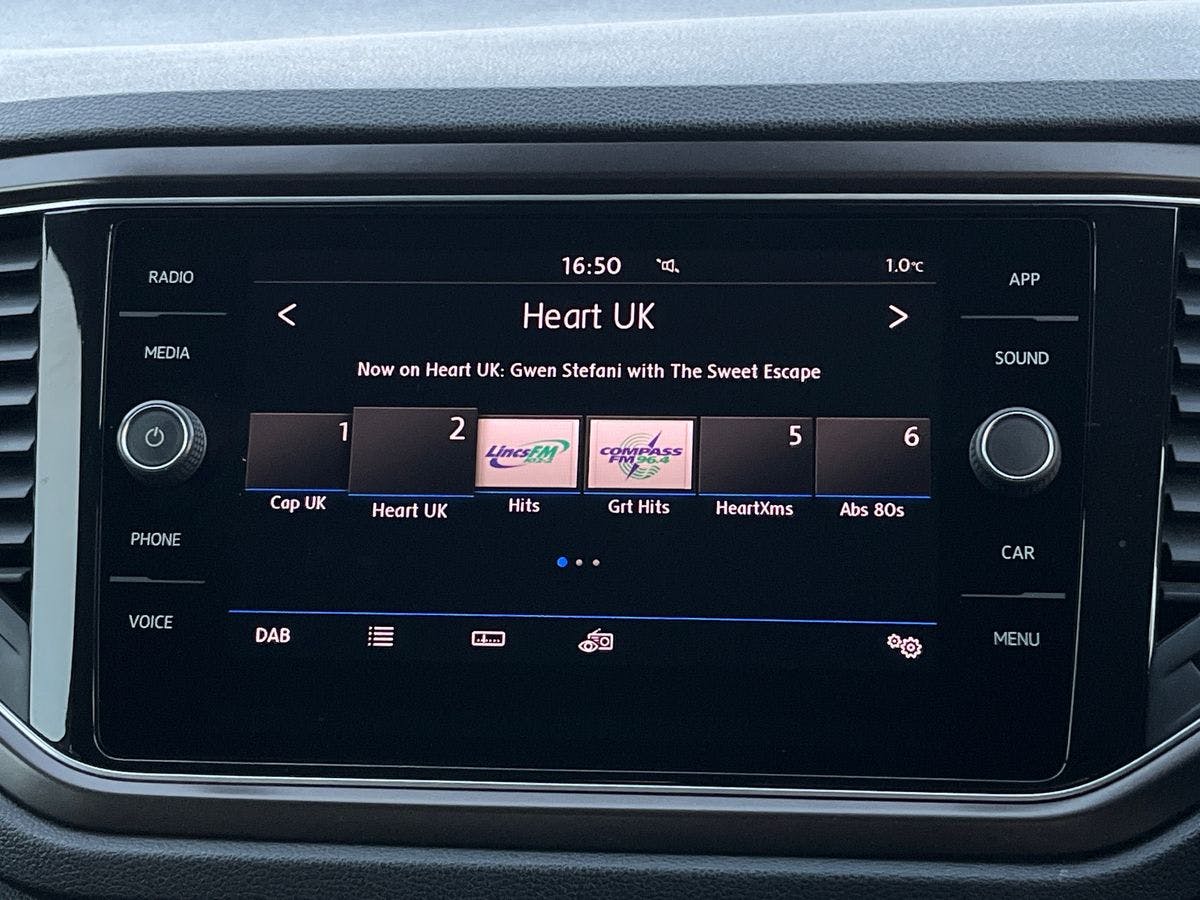 16:50 1.0°C
RADIO
APP
< Heart UK >
MEDIA
SOUND
Now on Heart UK: Gwen Stefani with The Sweet Escape
1 2 LincsFM COMPASS 5 6
FM 96.4
Cap UK Heart UK Hits Grt Hits HeartXms Abs 80s
PHONE
CAR
VOICE
DAB
MENU